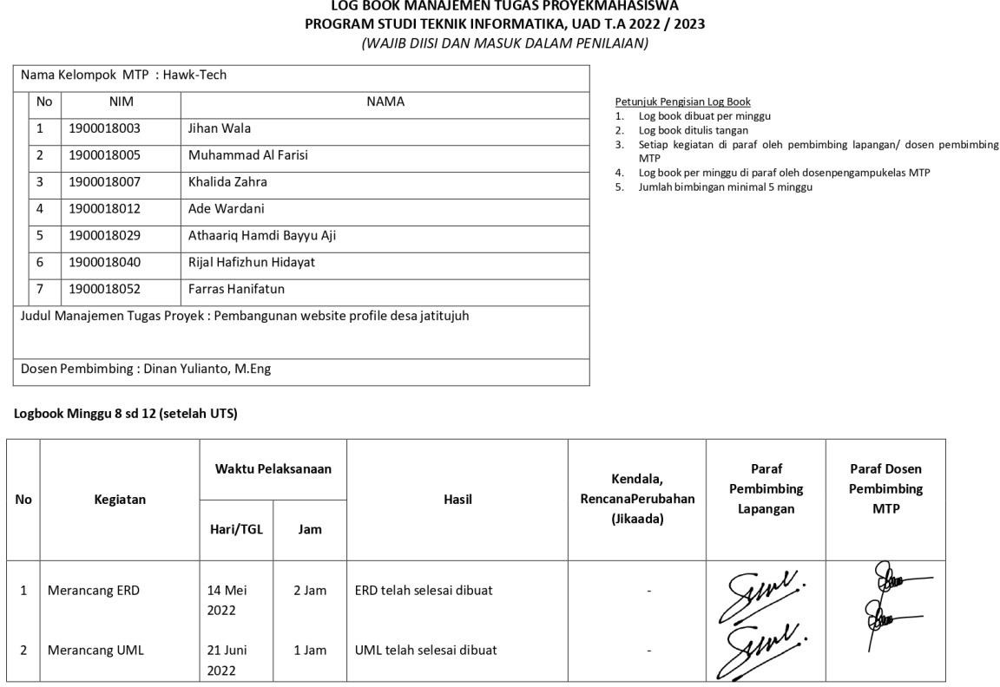 LOG BOOK MANAJEMEN TUGAS PROYEKMAHASISWA
PROGRAM STUDI TEKNIK INFORMATIKA, UAD T.A 2022 / 2023
(WAJIB DIISI DAN MASUK DALAM PENILAIAN)
Nama Kelompok MTP : Hawk-Tech
No NIM NAMA
1 1900018003 Jihan Wala
2 1900018005 Muhammad Al Farisi
3 1900018007 Khalida Zahra
4 1900018012 Ade Wardani
5 1900018029 Athaariq Hamdi Bayyu Aji
6 1900018040 Rijal Hafizhun Hidayat
7 1900018052 Farras Hanifatun
Judul Manajemen Tugas Proyek : Pembangunan website profile desa jatitujuh
Dosen Pembimbing : Dinan Yulianto, M.Eng
Petunjuk Pengisian Log Book
1. Log book dibuat per minggu
2. Log book ditulis tangan
3. Setiap kegiatan di paraf oleh pembimbing lapangan/ dosen pembimbing
MTP
4. Log book per minggu di paraf oleh dosenpengampukelas MTP
5. Jumlah bimbingan minimal 5 minggu
Logbook Minggu 8 sd 12 (setelah UTS)
No
Kegiatan
Waktu Pelaksanaan
Hari/TGL
Jam
Hasil
Kendala,
RencanaPerubahan
(Jikaada)
Paraf
Pembimbing
Lapangan
Paraf Dosen
Pembimbing
MTP
1 Merancang ERD 14 Mei 2 Jam ERD telah selesai dibuat -
2022
2 Merancang UML 21 Juni 1 Jam UML telah selesai dibuat -
2022